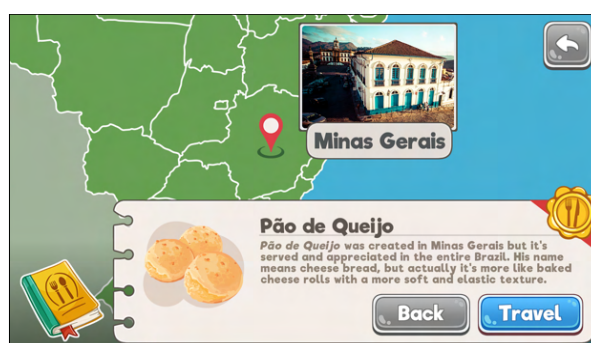 Minas Gerais
Pão de Queijo
Pão de Queijo was created in Minas Gerais but it's
served and appreciated in the entire Brazil. His name
means cheese bread, but actually it's more like baked
cheese rolls with a more soft and elastic texture.
Back
Travel